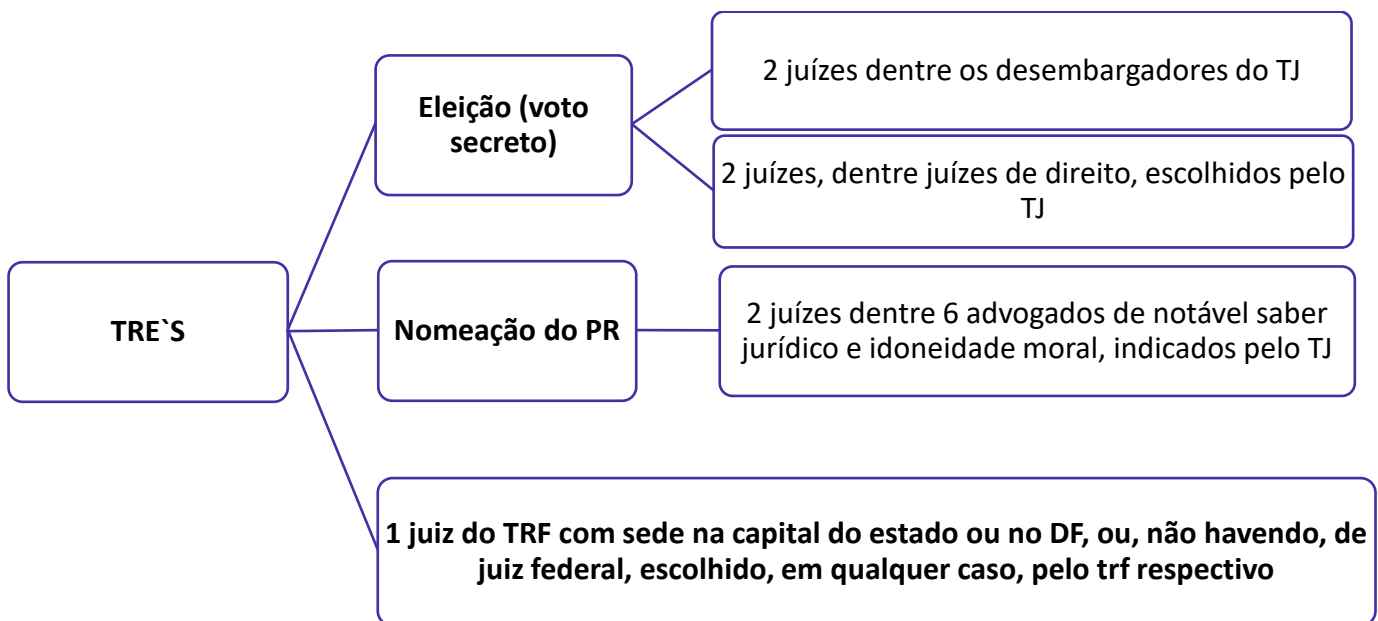 2 juízes dentre os desembargadores do TJ
Eleição (voto
secreto)
2 juízes, dentre juízes de direito, escolhidos pelo
TJ
TRE`S
Nomeação do PR
2 juízes dentre 6 advogados de notável saber
jurídico e idoneidade moral, indicados pelo TJ
1 juiz do TRF com sede na capital do estado ou no DF, ou, não havendo, de
juiz federal, escolhido, em qualquer caso, pelo trf respectivo